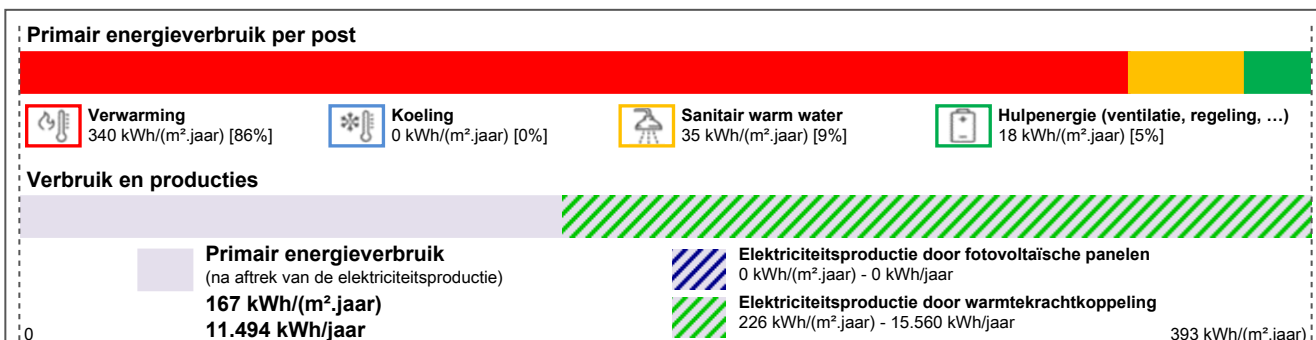 Primair energieverbruik per post
Verwarming
340 kWh/(m².jaar) [86%]
Koeling
0 kWh/(m².jaar) [0%]
Sanitair warm water
35 kWh/(m².jaar) [9%]
Hulpenergie (ventilatie, regeling, …)
18 kWh/(m².jaar) [5%]
Verbruik en producties
Primair energieverbruik
(na aftrek van de elektriciteitsproductie)
167 kWh/(m².jaar)
11.494 kWh/jaar
Elektriciteitsproductie door fotovoltaïsche panelen
0 kWh/(m².jaar) - 0 kWh/jaar
Elektriciteitsproductie door warmtekrachtkoppeling
226 kWh/(m².jaar) - 15.560 kWh/jaar
0
393 kWh/(m².jaar)